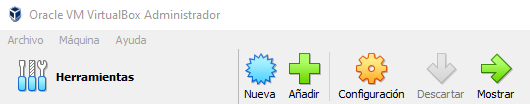 Oracle VM VirtualBox Administrador
Archivo Máquina Ayuda
Herramientas
Nueva Añadir Configuración Descartar Mostrar